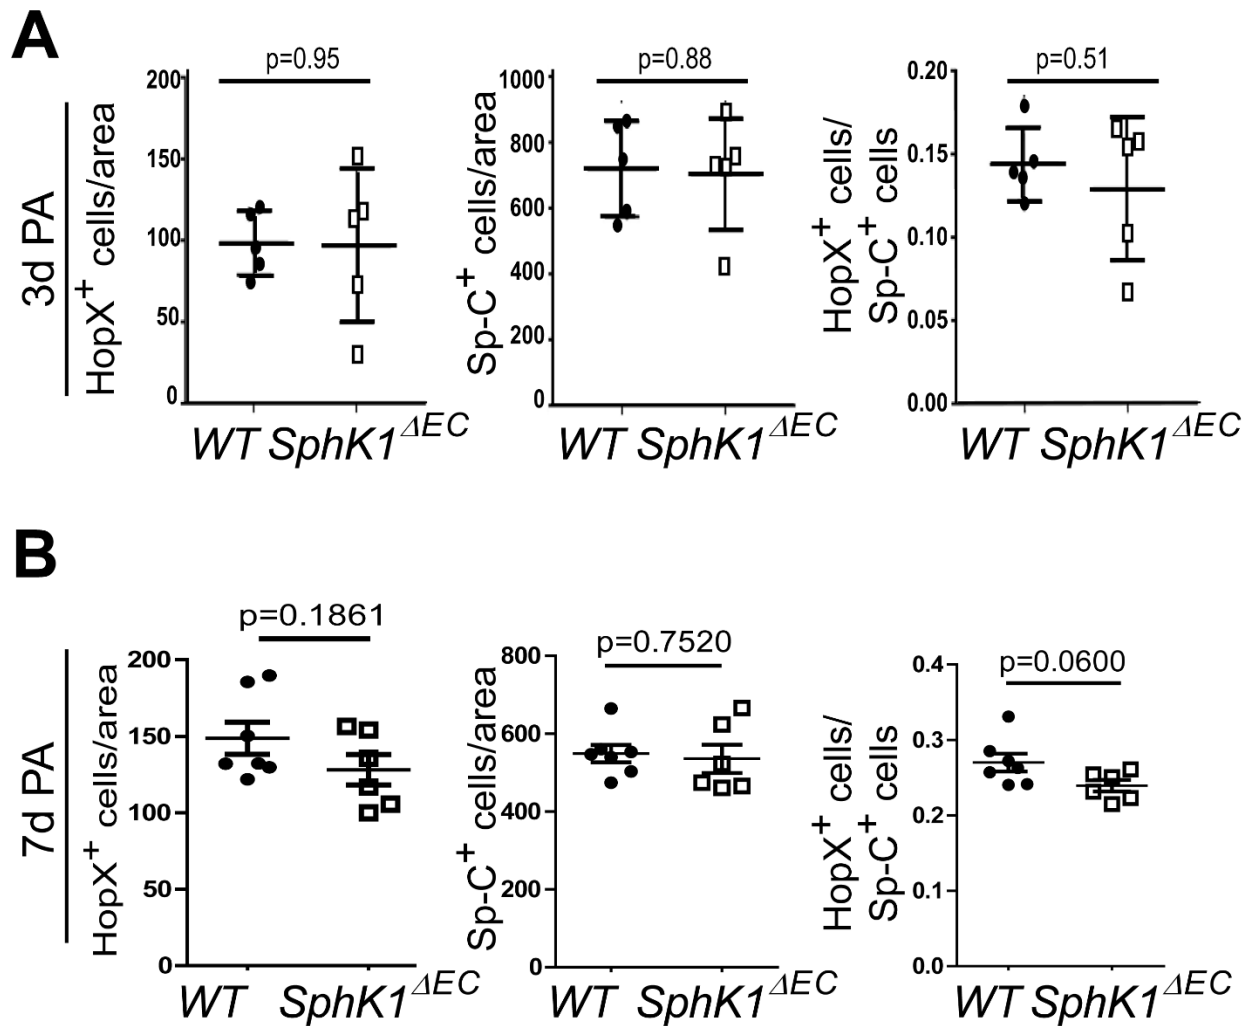 A
3d PA
HopX+ cells/area
p=0.95
200
150
100
50
0
WT SphK1ΔEC
Sp-C+ cells/area
p=0.88
1000
800
600
400
200
0
WT SphK1ΔEC
HopX+ cells/
Sp-C+ cells
p=0.51
0.20
0.15
0.10
0.05
0.00
WT SphK1ΔEC
B
7d PA
HopX+ cells/area
p=0.1861
200
150
100
50
0
WT SphK1ΔEC
Sp-C+ cells/area
p=0.7520
800
600
400
200
0
WT SphK1ΔEC
HopX+ cells/
Sp-C+ cells
p=0.0600
0.4
0.3
0.2
0.1
0.0
WT SphK1ΔEC